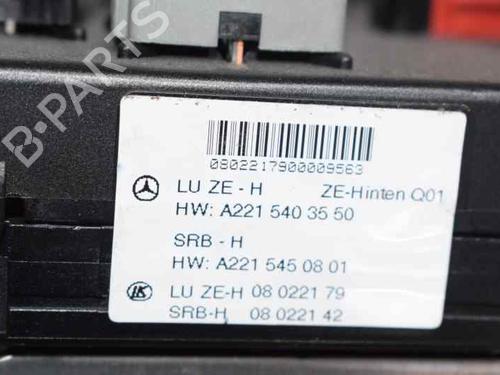 B-PARTS
0802217900009563
LU ZE - H ZE-Hinten Q01
HW: A221 540 35 50
SRB - H
HW: A221 545 08 01
LK LU ZE-H 08 0221 79
SRB-H 08 0221 42